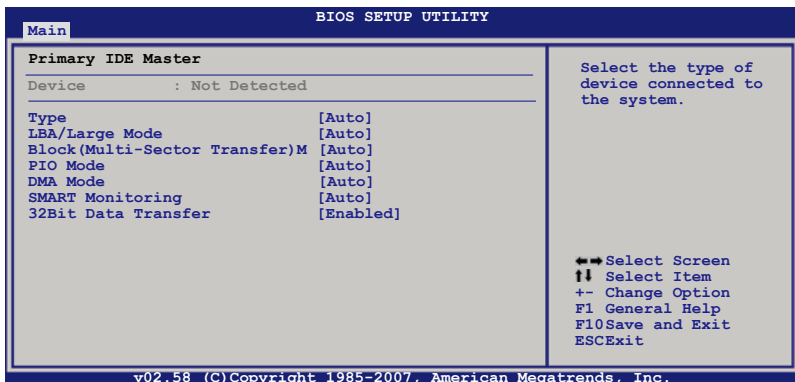 BIOS SETUP UTILITY
Main
Primary IDE Master
Device : Not Detected
Type [Auto]
LBA/Large Mode [Auto]
Block(Multi-Sector Transfer)M [Auto]
PIO Mode [Auto]
DMA Mode [Auto]
SMART Monitoring [Auto]
32Bit Data Transfer [Enabled]
Select the type of
device connected to
the system.
←→Select Screen
↑↓ Select Item
+- Change Option
F1 General Help
F10Save and Exit
ESCExit
v02.58 (C)Copyright 1985-2007, American Megatrends, Inc.